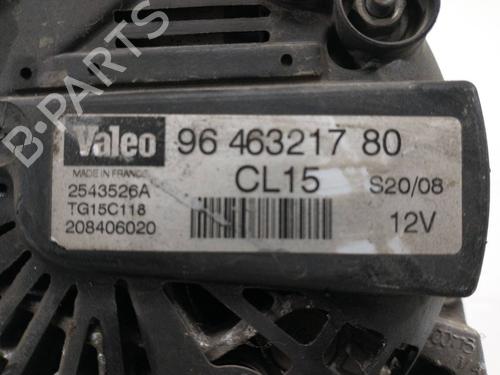 B-PARTS
Valeo 96 463217 80
MADE IN FRANCE
CL15 S20/08
2543526A
TG15C118
208406020
12V